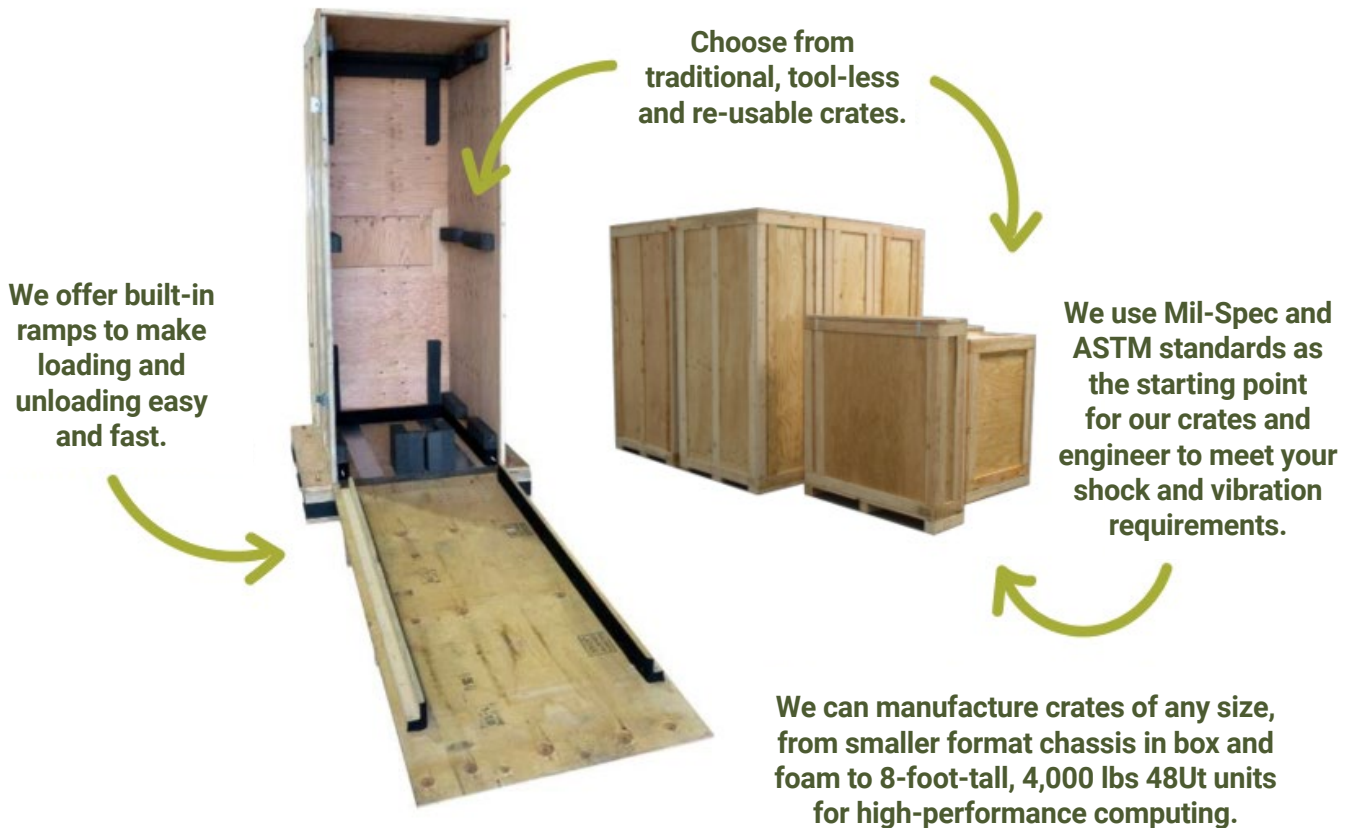 Choose from
traditional, tool-less
and re-usable crates.
We offer built-in
ramps to make
loading and
unloading easy
and fast.
We use Mil-Spec and
ASTM standards as
the starting point
for our crates and
engineer to meet your
shock and vibration
requirements.
We can manufacture crates of any size,
from smaller format chassis in box and
foam to 8-foot-tall, 4,000 lbs 48Ut units
for high-performance computing.